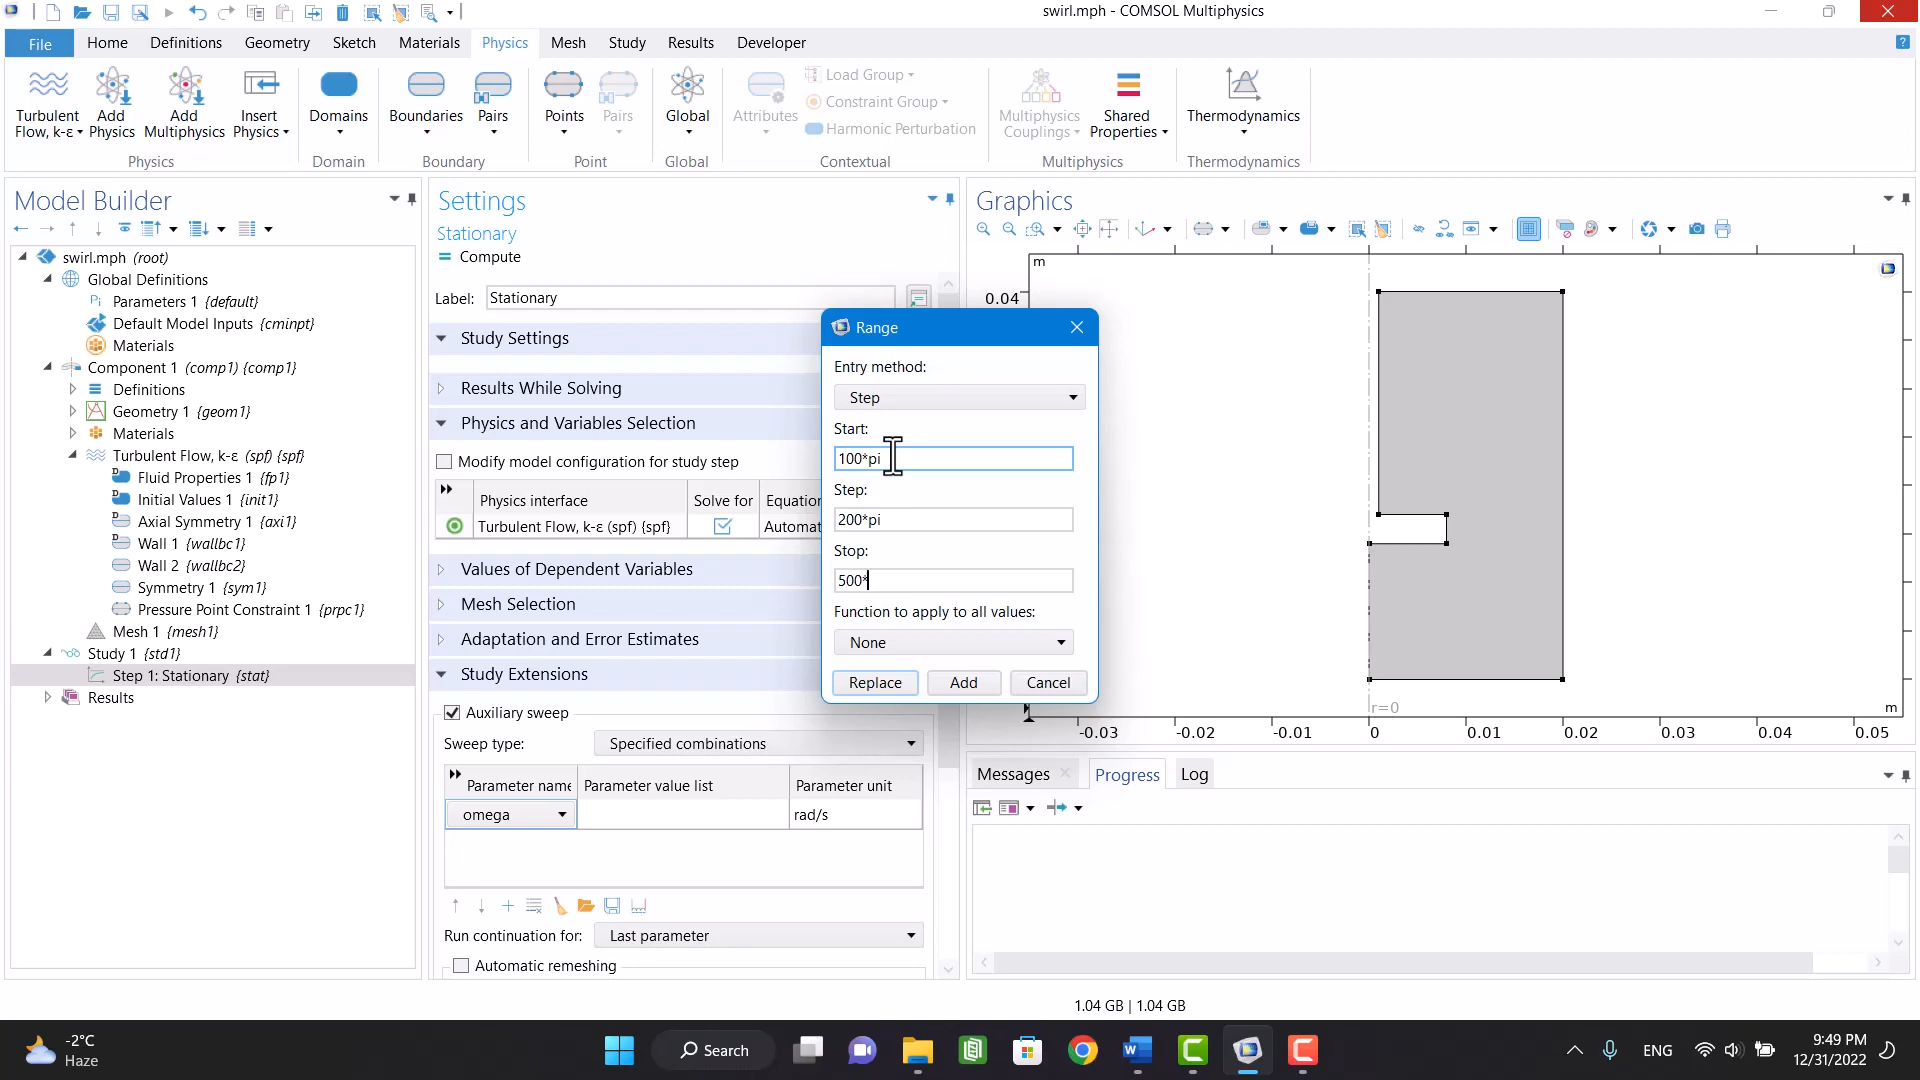 swirl.mph - COMSOL Multiphysics
File
Home
Definitions
Geometry
Sketch
Materials
Physics
Mesh
Study
Results
Developer
Turbulent
Flow, k-ε
Add
Physics
Add
Multiphysics
Insert
Physics
Domains
Boundaries
Pairs
Points
Pairs
Global
Attributes
Load Group
Constraint Group
Harmonic Perturbation
Multiphysics
Couplings
Shared
Properties
Thermodynamics
Physics
Domain
Boundary
Point
Global
Contextual
Multiphysics
Thermodynamics
Model Builder
swirl.mph (root)
Global Definitions
Pi Parameters 1 {default}
Default Model Inputs {cminpt}
Materials
Component 1 (comp1) {comp1}
Definitions
Geometry 1 {geom1}
Materials
Turbulent Flow, k-ε (spf) {spf}
Fluid Properties 1 {fp1}
Initial Values 1 {init1}
Axial Symmetry 1 {axi1}
Wall 1 {wallbc1}
Wall 2 {wallbc2}
Symmetry 1 {sym1}
Pressure Point Constraint 1 {prpc1}
Mesh 1 {mesh1}
Study 1 {std1}
Step 1: Stationary {stat}
Results
Settings
Stationary
= Compute
Label: Stationary
Study Settings
Results While Solving
Physics and Variables Selection
Modify model configuration for study step
Physics interface
Solve for
Equation
Turbulent Flow, k-ε (spf) {spf}
Automat
Values of Dependent Variables
Mesh Selection
Adaptation and Error Estimates
Study Extensions
Auxiliary sweep
Sweep type: Specified combinations
Parameter name
Parameter value list
Parameter unit
omega
rad/s
Run continuation for: Last parameter
Automatic remeshing
Range
Entry method:
Step
Start:
100*pi
Step:
200*pi
Stop:
500*
Function to apply to all values:
None
Replace
Add
Cancel
Graphics
m
0.04
r=0
m
-0.03 -0.02 -0.01 0 0.01 0.02 0.03 0.04 0.05
Messages
Progress
Log
1.04 GB | 1.04 GB
-2°C
Haze
Search
ENG
9:49 PM
12/31/2022